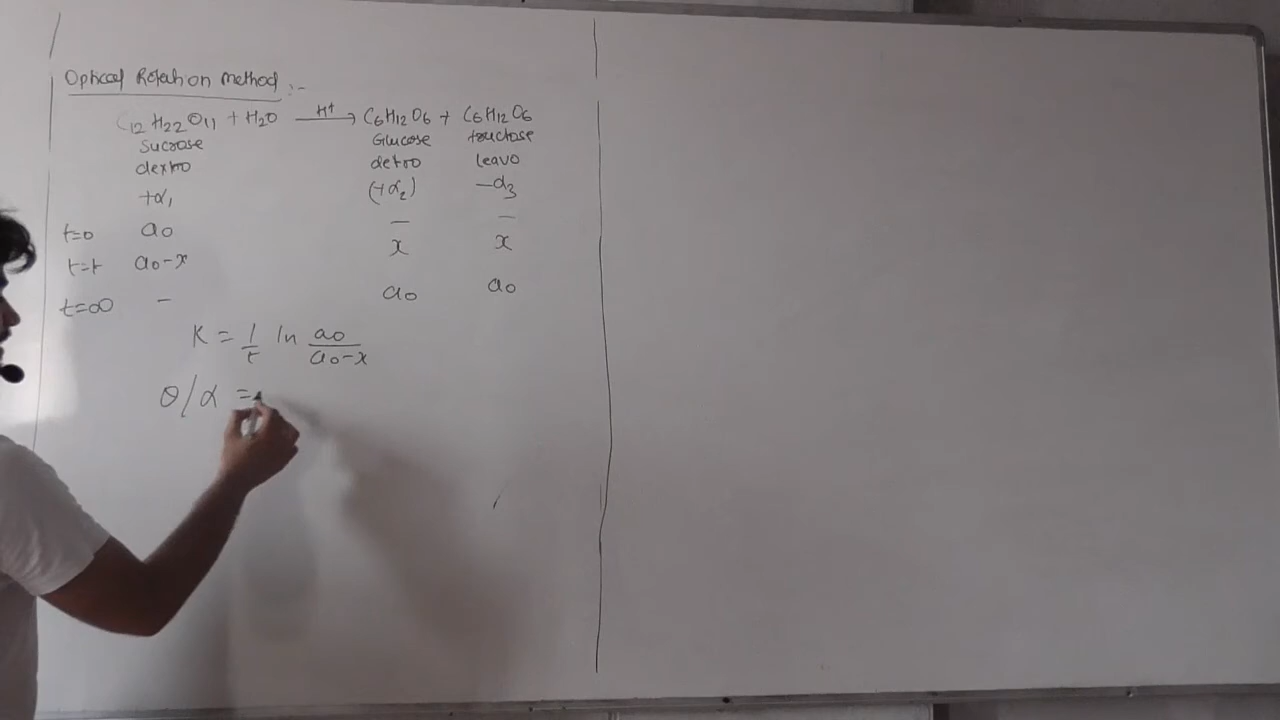 Optical Rotation method :-
C12H22O11 + H2O —H+→ C6H12O6 + C6H12O6
Sucrose Glucose fructose
dextro detro leavo
+α1 (+α2) -α3
t=0 a0 — —
t=t a0-x x x
t=∞ — a0 a0
K = 1/t ln a0/a0-x
θ/α =